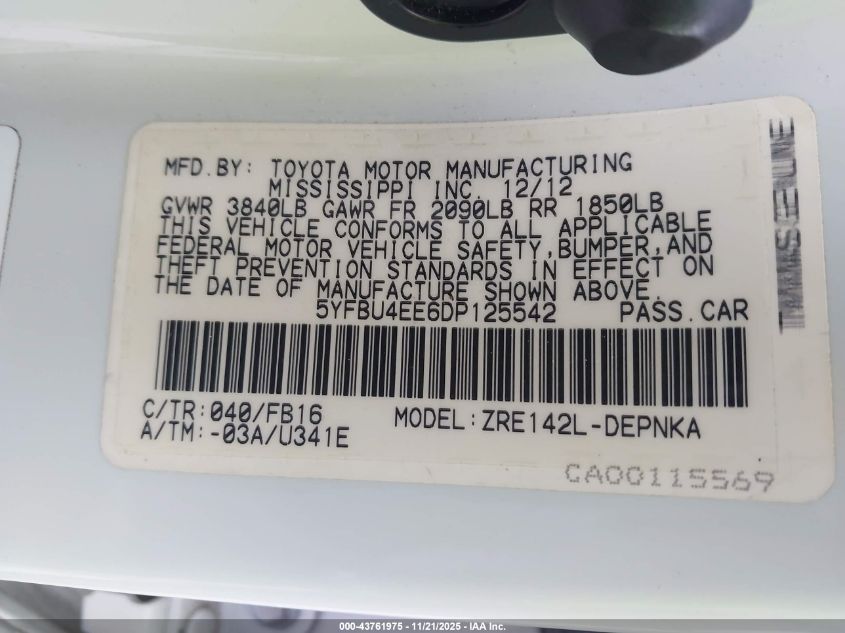 MFD.BY: TOYOTA MOTOR MANUFACTURING
MISSISSIPPI INC. 12/12
GVWR 3840LB GAWR FR 2090LB RR 1850LB
THIS VEHICLE CONFORMS TO ALL APPLICABLE
FEDERAL MOTOR VEHICLE SAFETY,BUMPER,AND
THEFT PREVENTION STANDARDS IN EFFECT ON
THE DATE OF MANUFACTURE SHOWN ABOVE.
5YFBU4EE6DP125542 PASS.CAR
C/TR:040/FB16 MODEL:ZRE142L-DEPNKA
A/TM:-03A/U341E
CA00115569
000-43761975 - 11/21/2025 - IAA Inc.